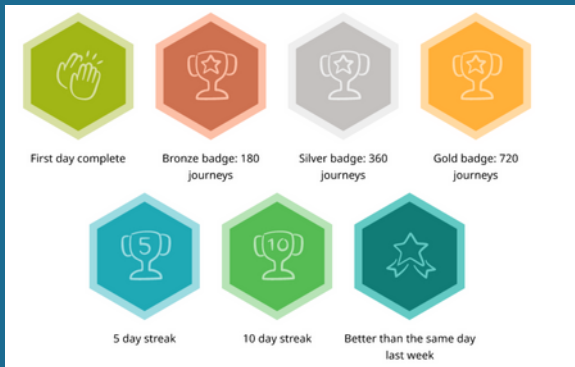 First day complete
Bronze badge: 180
journeys
Silver badge: 360
journeys
Gold badge: 720
journeys
5
10
5 day streak
10 day streak
Better than the same day
last week